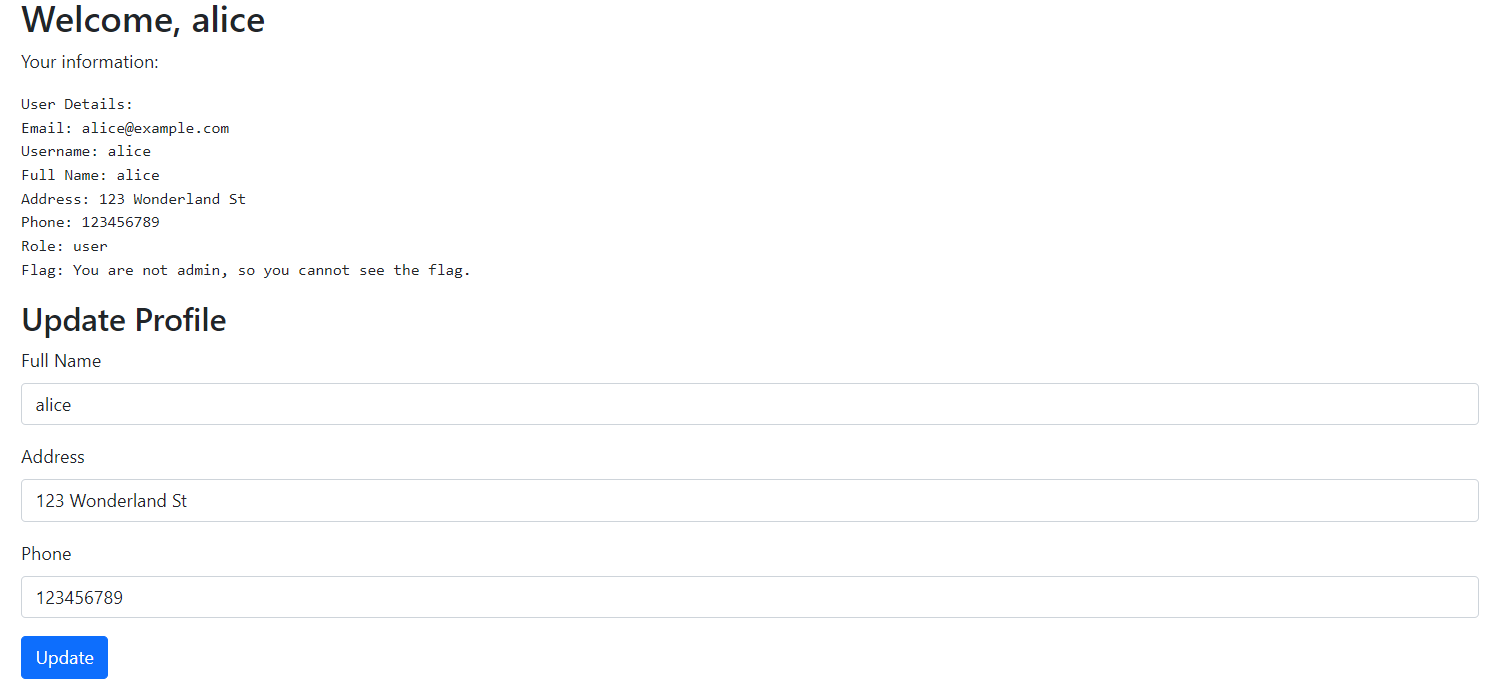 Welcome, alice
Your information:
User Details:
Email: alice@example.com
Username: alice
Full Name: alice
Address: 123 Wonderland St
Phone: 123456789
Role: user
Flag: You are not admin, so you cannot see the flag.
Update Profile
Full Name
alice
Address
123 Wonderland St
Phone
123456789
Update